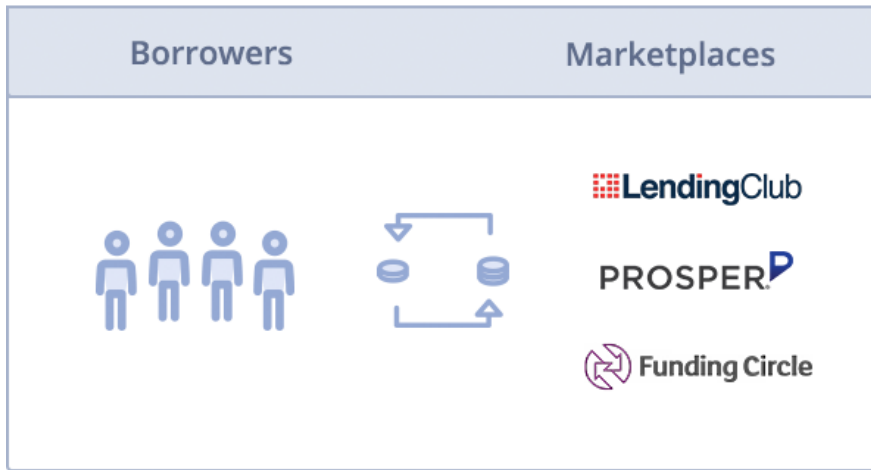 Borrowers
Marketplaces
LendingClub
PROSPER
Funding Circle